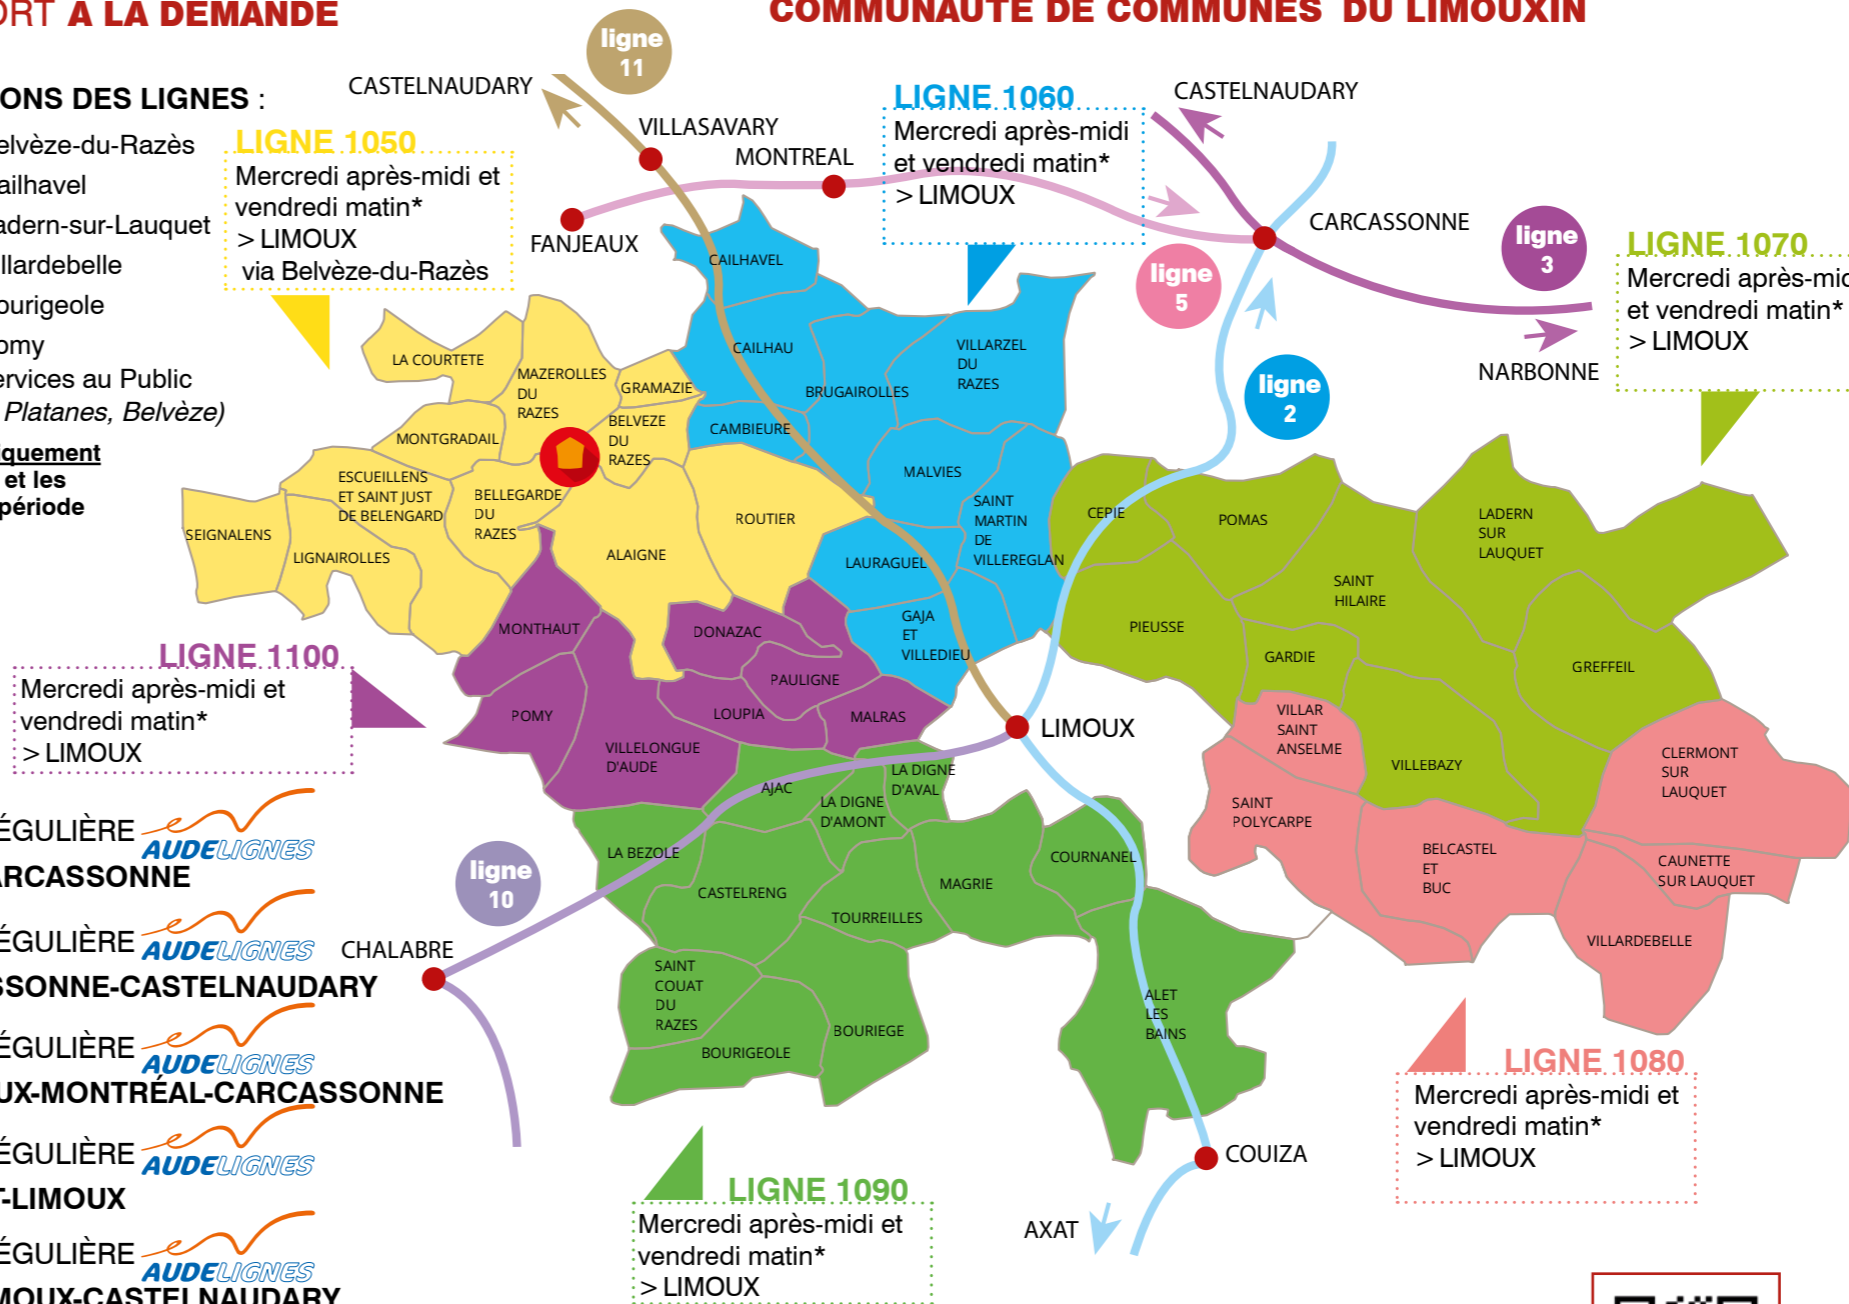 ORT A LA DEMANDE
COMMUNAUTE DE COMMUNES DU LIMOUXIN
ONS DES LIGNES :
elvèze-du-Razès
ailhavel
adern-sur-Lauquet
illardebelle
ourigeole
omy
ervices au Public
Platanes, Belvèze)
iquement
et les
période
LIGNE 1050
Mercredi après-midi et
vendredi matin*
> LIMOUX
via Belvèze-du-Razès
ligne
11
CASTELNAUDARY
VILLASAVARY
MONTREAL
FANJEAUX
LIGNE 1060
Mercredi après-midi
et vendredi matin*
> LIMOUX
CASTELNAUDARY
CARCASSONNE
ligne
5
ligne
3
ligne
2
NARBONNE
LIGNE 1070
Mercredi après-mid
et vendredi matin*
> LIMOUX
LA COURTETE
MAZEROLLES
DU
RAZES
GRAMAZIE
BELVEZE
DU
RAZES
MONTGRADAIL
ESCUEILLENS
ET SAINT JUST
DE BELENGARD
BELLEGARDE
DU
RAZES
SEIGNALENS
LIGNAIROLLES
ALAIGNE
ROUTIER
CAILHAVEL
CAILHAU
BRUGAIROLLES
VILLARZEL
DU
RAZES
CAMBIEURE
MALVIES
SAINT
MARTIN
DE
VILLEREGLAN
LAURAGUEL
GAJA
ET
VILLEDIEU
CEPIE
POMAS
LADERN
SUR
LAUQUET
SAINT
HILAIRE
PIEUSSE
GARDIE
GREFFEIL
VILLEBAZY
LIGNE 1100
Mercredi après-midi et
vendredi matin*
> LIMOUX
MONTHAUT
DONAZAC
PAULIGNE
POMY
LOUPIA
MALRAS
VILLELONGUE
D'AUDE
LIMOUX
VILLAR
SAINT
ANSELME
SAINT
POLYCARPE
BELCASTEL
ET
BUC
CLERMONT
SUR
LAUQUET
CAUNETTE
SUR LAUQUET
VILLARDEBELLE
AJAC
LA DIGNE
D'AVAL
LA DIGNE
D'AMONT
LA BEZOLE
CASTELRENG
TOURREILLES
MAGRIE
COURNANEL
SAINT
COUAT
DU
RAZES
BOURIEGE
BOURIGEOLE
ALET
LES
BAINS
ligne
10
CHALABRE
COUIZA
AXAT
ÉGULIÈRE AUDELIGNES
ARCASSONNE
ÉGULIÈRE AUDELIGNES
SSONNE-CASTELNAUDARY
ÉGULIÈRE AUDELIGNES
UX-MONTRÉAL-CARCASSONNE
ÉGULIÈRE AUDELIGNES
T-LIMOUX
ÉGULIÈRE AUDELIGNES
MOUX-CASTELNAUDARY
LIGNE 1090
Mercredi après-midi et
vendredi matin*
> LIMOUX
LIGNE 1080
Mercredi après-midi et
vendredi matin*
> LIMOUX